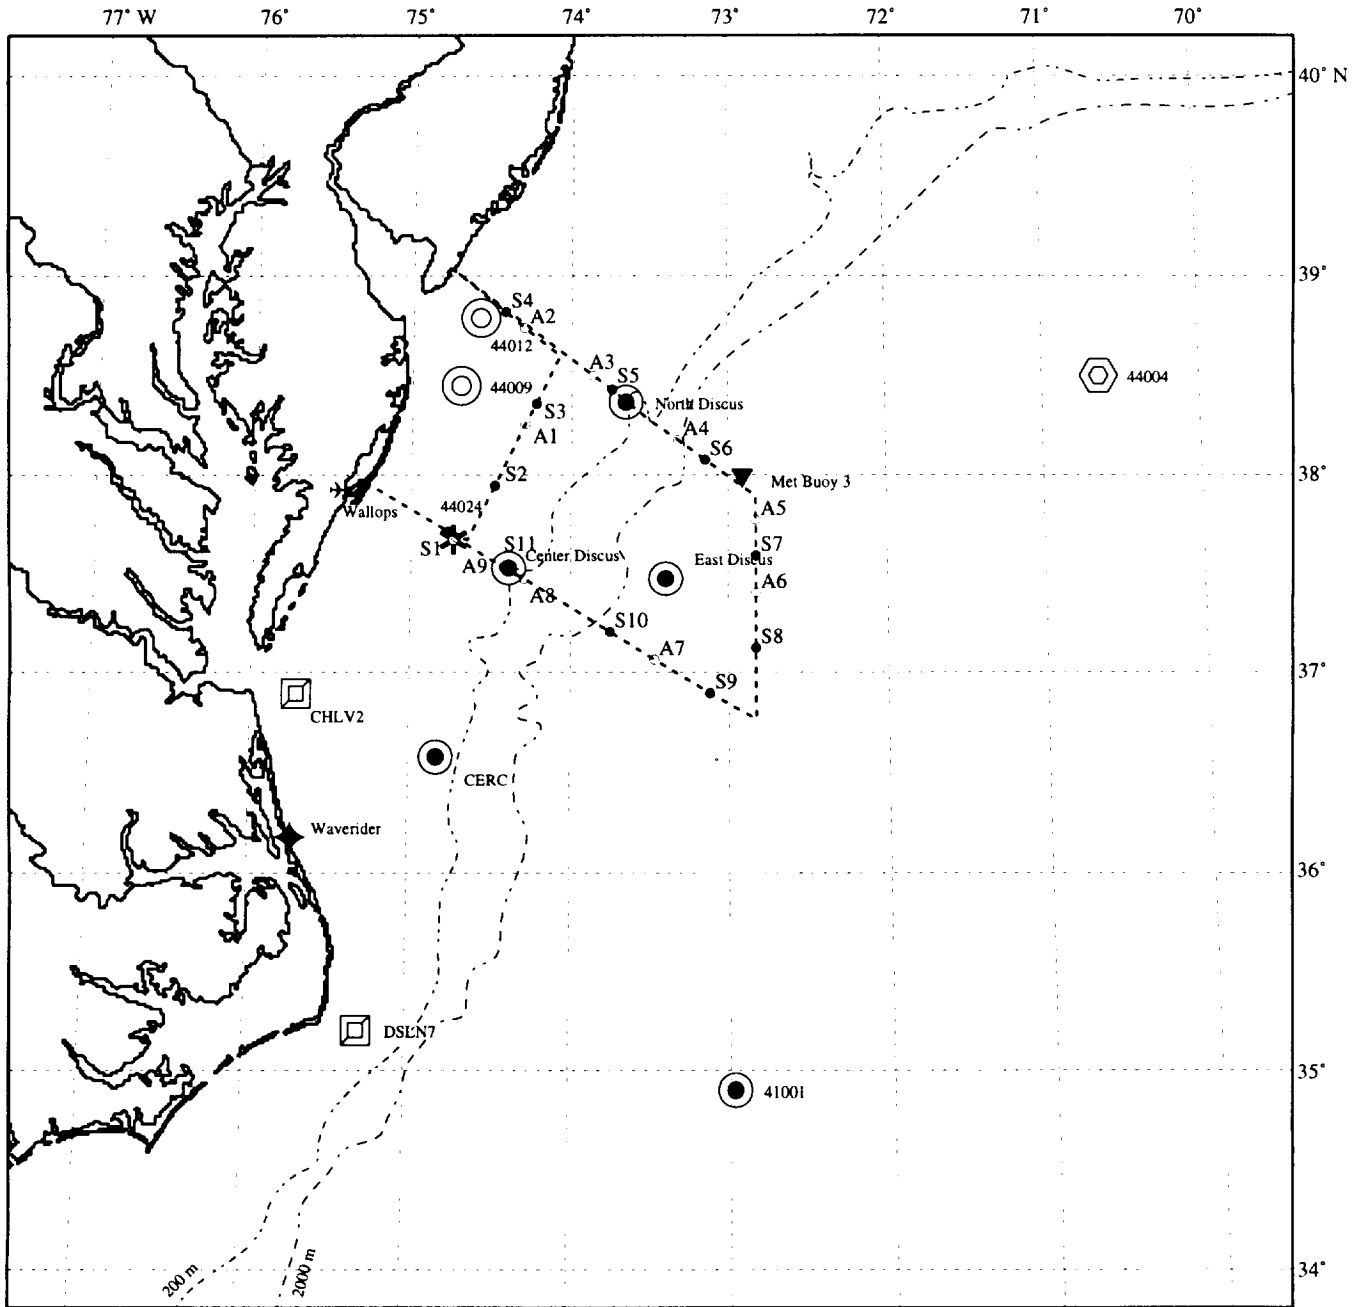 77° W
76°
75°
74°
73°
72°
71°
70°
40° N
S4
A2
44012
39°
A3
S5
44009
44004
S3
North Discus
A1
A4
S6
S2
38°
Met Buoy 3
44024
Wallops
A5
S1
S11
Center Discus
S7
A9
East Discus
A8
A6
S10
S8
A7
S9
37°
CHLV2
CERC
Waverider
36°
DSLN7
35°
41001
200 m
2000 m
34°